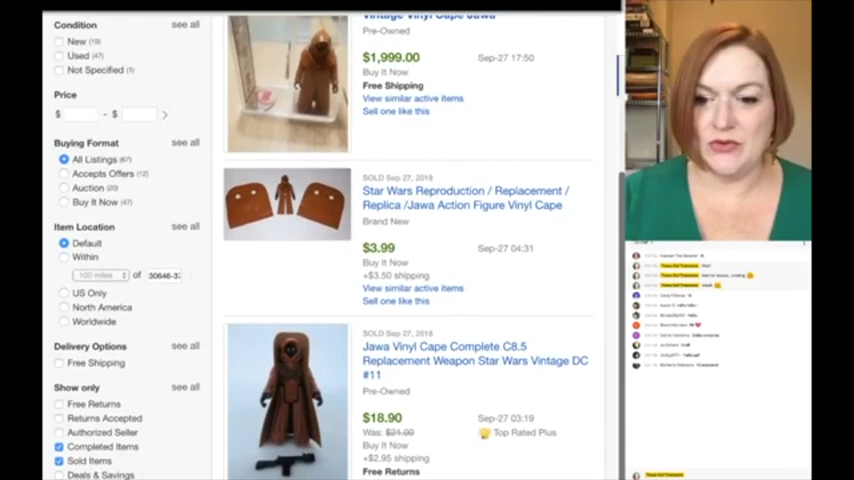 Condition
see all
New (19)
Used (47)
Not Specified (1)
Price
$ - $
Buying Format
see all
All Listings (67)
Accepts Offers (12)
Auction (20)
Buy It Now (47)
Item Location
see all
Default
Within
100 miles of 30646-3
US Only
North America
Worldwide
Delivery Options
see all
Free Shipping
Show only
see all
Free Returns
Returns Accepted
Authorized Seller
Completed Items
Sold Items
Deals & Savings
Vintage Vinyl Cape Jawa
Pre-Owned
$1,999.00
Sep-27 17:50
Buy It Now
Free Shipping
View similar active items
Sell one like this
SOLD Sep 27, 2018
Star Wars Reproduction / Replacement /
Replica /Jawa Action Figure Vinyl Cape
Brand New
$3.99
Sep-27 04:31
Buy It Now
+$3.50 shipping
View similar active items
Sell one like this
SOLD Sep 27, 2018
Jawa Vinyl Cape Complete C8.5
Replacement Weapon Star Wars Vintage DC
#11
Pre-Owned
$18.90
Sep-27 03:19
Was: $21.00
Top Rated Plus
Buy It Now
+$2.95 shipping
Free Returns